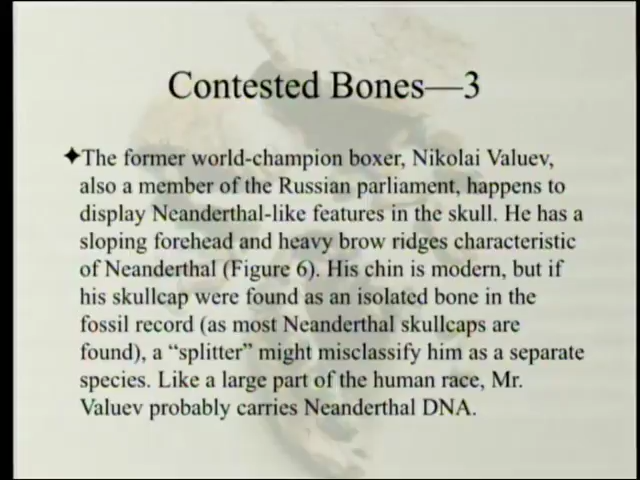 Contested Bones—3
✦The former world-champion boxer, Nikolai Valuev,
also a member of the Russian parliament, happens to
display Neanderthal-like features in the skull. He has a
sloping forehead and heavy brow ridges characteristic
of Neanderthal (Figure 6). His chin is modern, but if
his skullcap were found as an isolated bone in the
fossil record (as most Neanderthal skullcaps are
found), a “splitter” might misclassify him as a separate
species. Like a large part of the human race, Mr.
Valuev probably carries Neanderthal DNA.